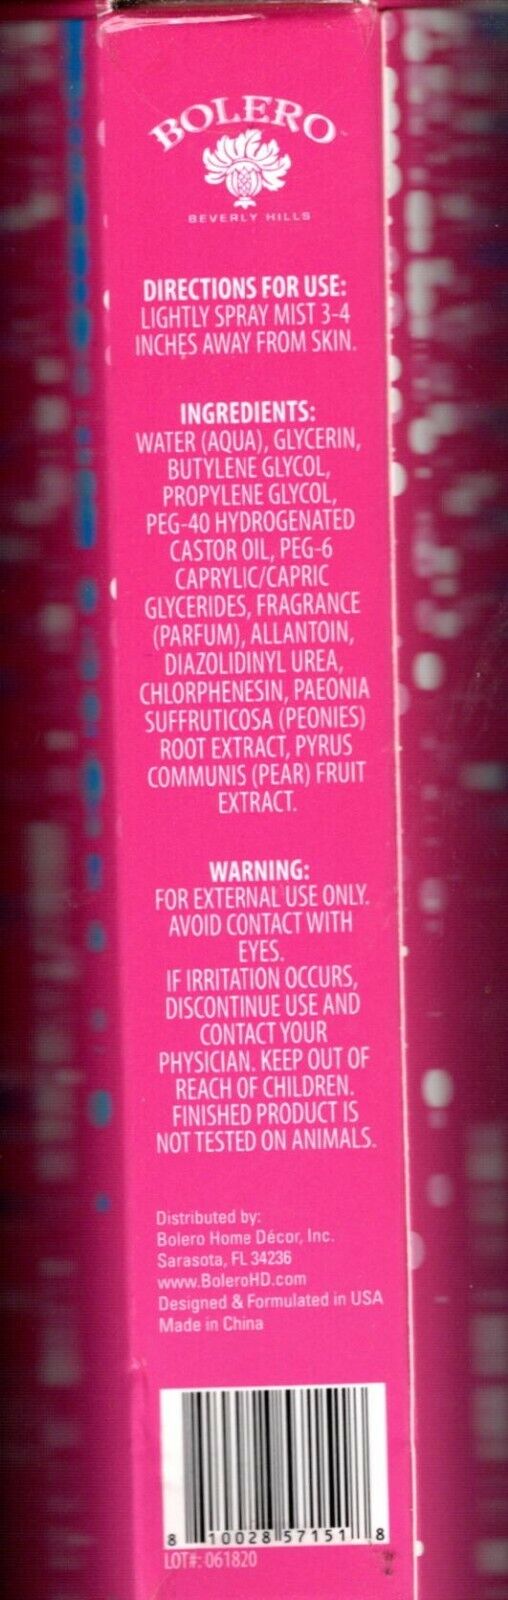 BOLERO
BEVERLY HILLS
DIRECTIONS FOR USE:
LIGHTLY SPRAY MIST 3-4
INCHES AWAY FROM SKIN.
INGREDIENTS:
WATER (AQUA), GLYCERIN,
BUTYLENE GLYCOL,
PROPYLENE GLYCOL,
PEG-40 HYDROGENATED
CASTOR OIL, PEG-6
CAPRYLIC/CAPRIC
GLYCERIDES, FRAGRANCE
(PARFUM), ALLANTOIN,
DIAZOLIDINYL UREA,
CHLORPHENESIN, PAEONIA
SUFFRUTICOSA (PEONIES)
ROOT EXTRACT, PYRUS
COMMUNIS (PEAR) FRUIT
EXTRACT.
WARNING:
FOR EXTERNAL USE ONLY.
AVOID CONTACT WITH
EYES.
IF IRRITATION OCCURS,
DISCONTINUE USE AND
CONTACT YOUR
PHYSICIAN. KEEP OUT OF
REACH OF CHILDREN.
FINISHED PRODUCT IS
NOT TESTED ON ANIMALS.
Distributed by:
Bolero Home Décor, Inc.
Sarasota, FL 34236
www.BoleroHD.com
Designed & Formulated in USA
Made in China
8 10028 57151 8
LOT#: 061820